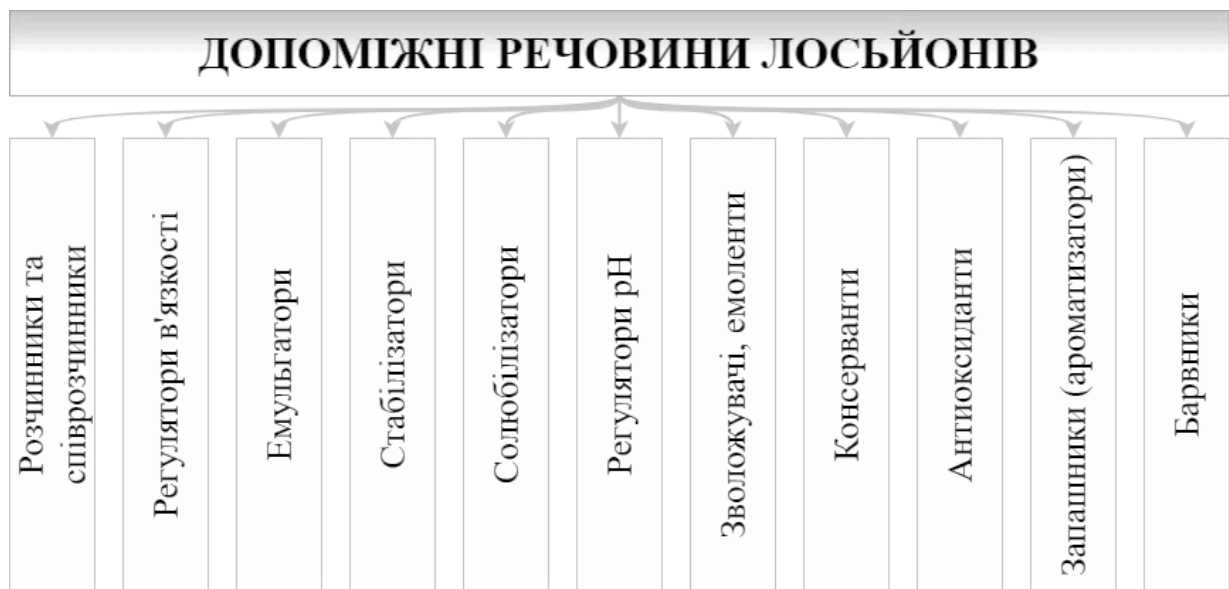 ДОПОМІЖНІ РЕЧОВИНИ ЛОСЬЙОНІВ
Розчинники та
співрозчинники
Регулятори в'язкості
Емульгатори
Стабілізатори
Солюбілізатори
Регулятори рН
Зволожувачі, емоленти
Консерванти
Антиоксиданти
Запашники (ароматизатори)
Барвники